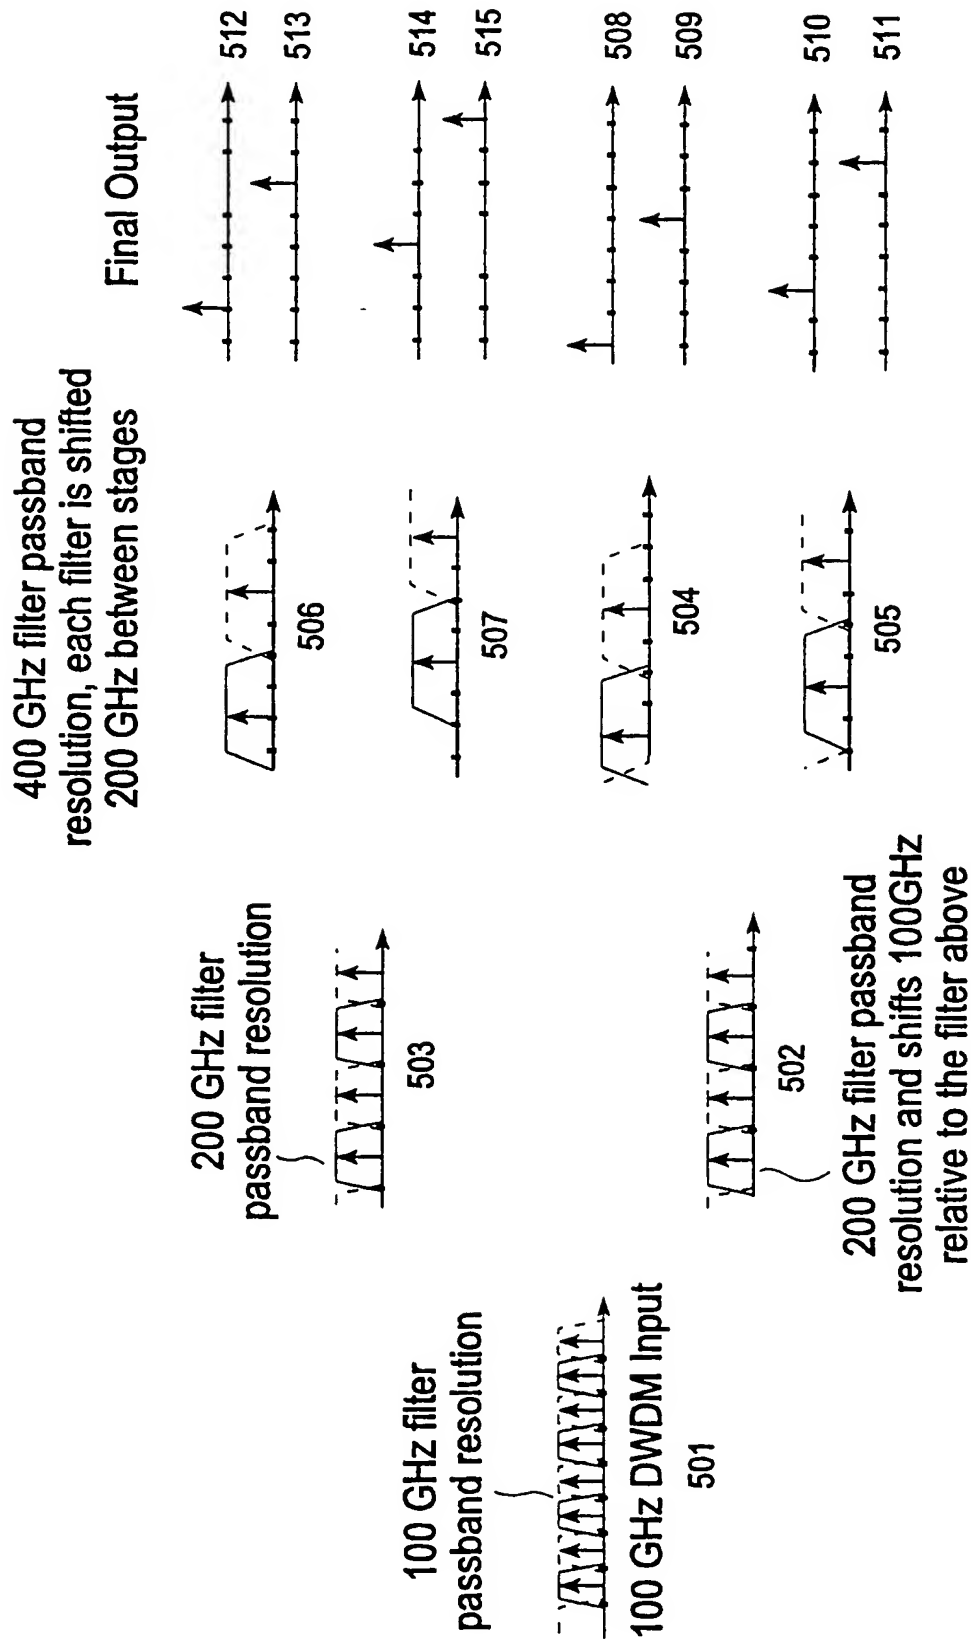 100 GHz filter
passband resolution
100 GHz DWDM Input
501
200 GHz filter
passband resolution
503
502
200 GHz filter passband
resolution and shifts 100GHz
relative to the filter above
400 GHz filter passband
resolution, each filter is shifted
200 GHz between stages
506
507
504
505
Final Output
512
513
514
515
508
509
510
511